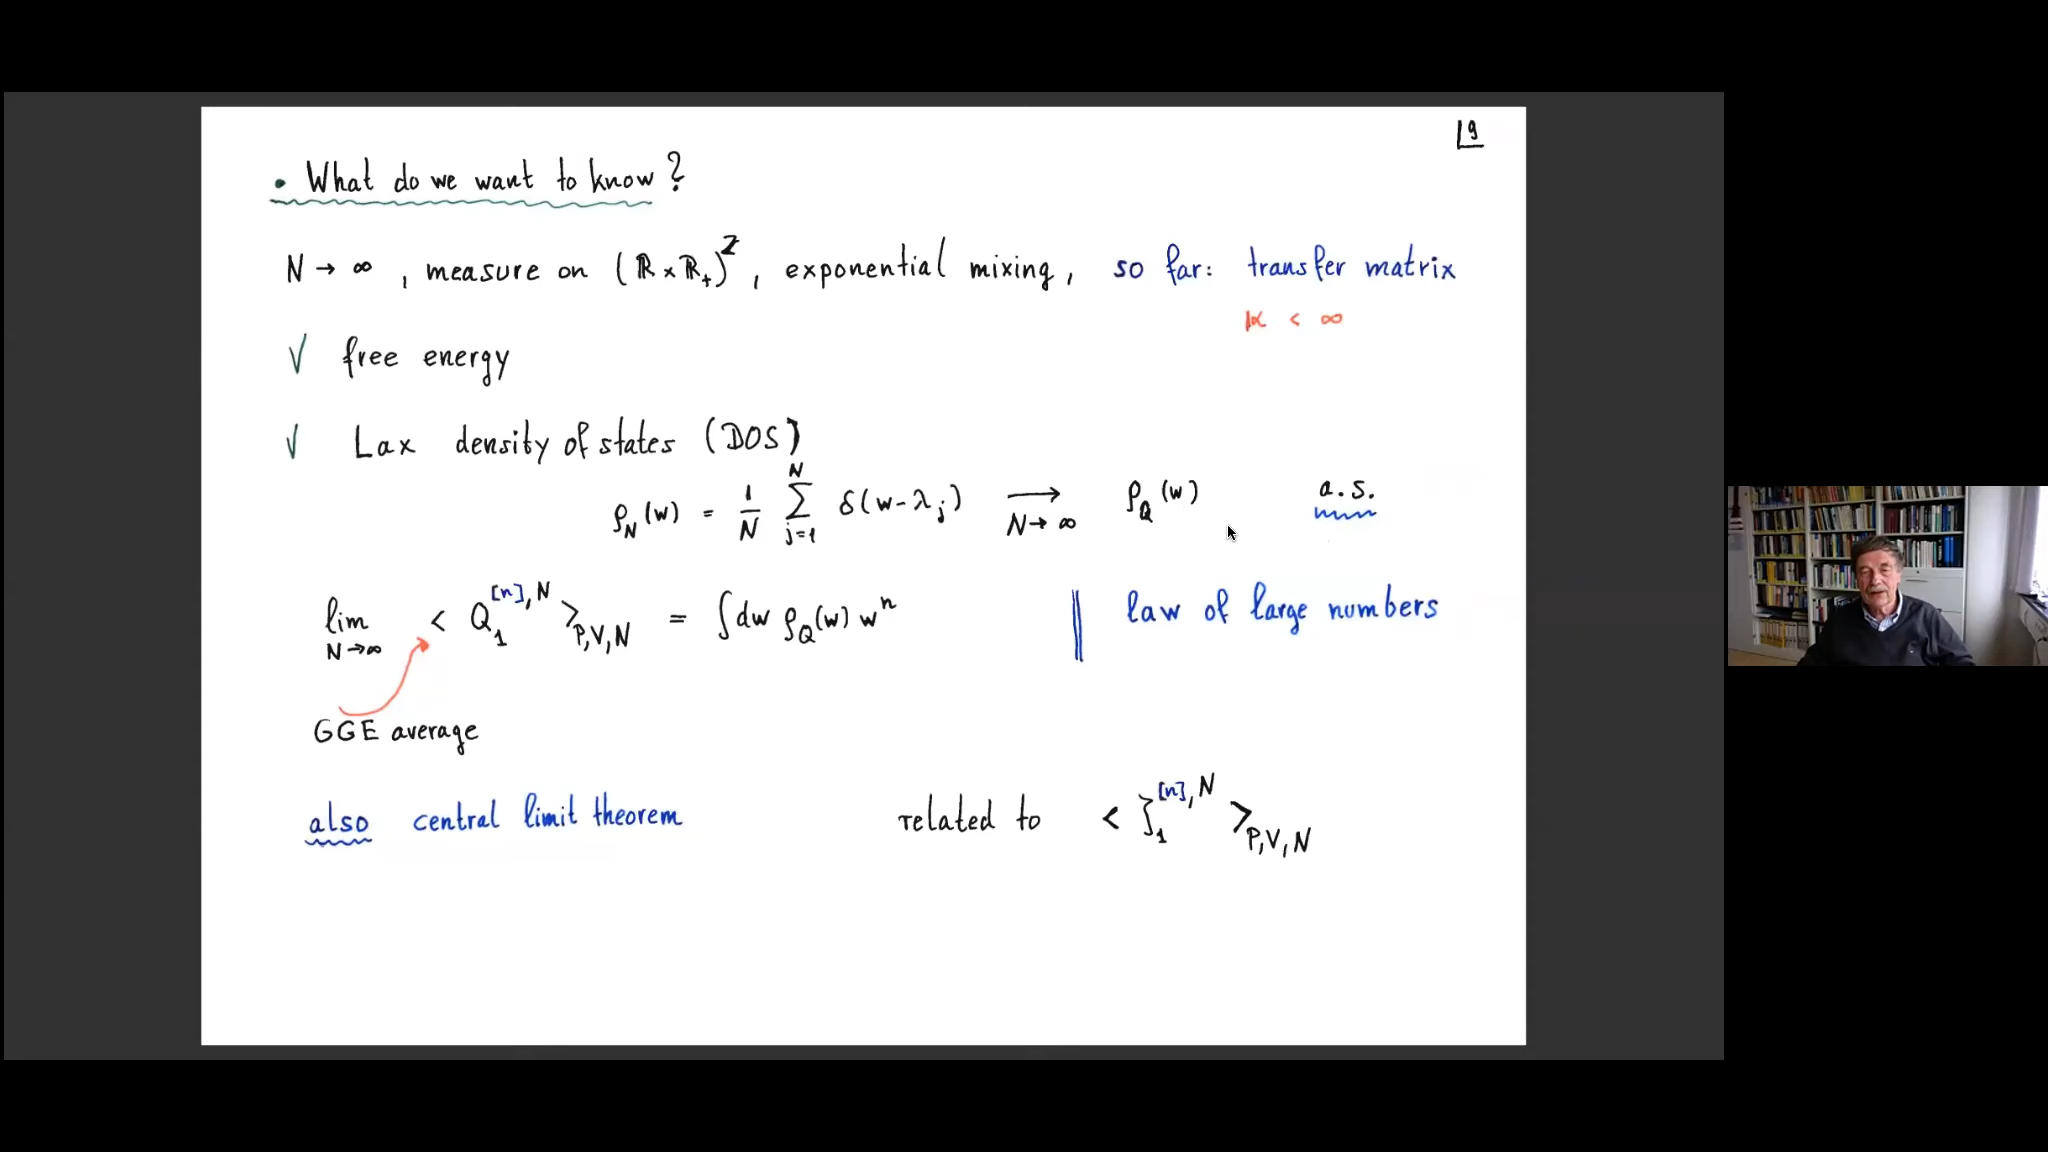 ⌊9
• What do we want to know?
N → ∞ , measure on (ℝ × ℝ₊)^ℤ , exponential mixing, so far: transfer matrix
ϰ < ∞
√ free energy
√ Lax density of states (DOS)
ρ_N(w) = 1/N ∑_{j=1}^{N} δ(w-λ_j) ⟶_{N→∞} ρ_Q(w) a.s.
lim_{N→∞} < Q_1^{[n],N} >_{P,V,N} = ∫dw ρ_Q(w) w^n ‖ law of large numbers
GGE average
also central limit theorem related to < J_1^{[n],N} >_{P,V,N}